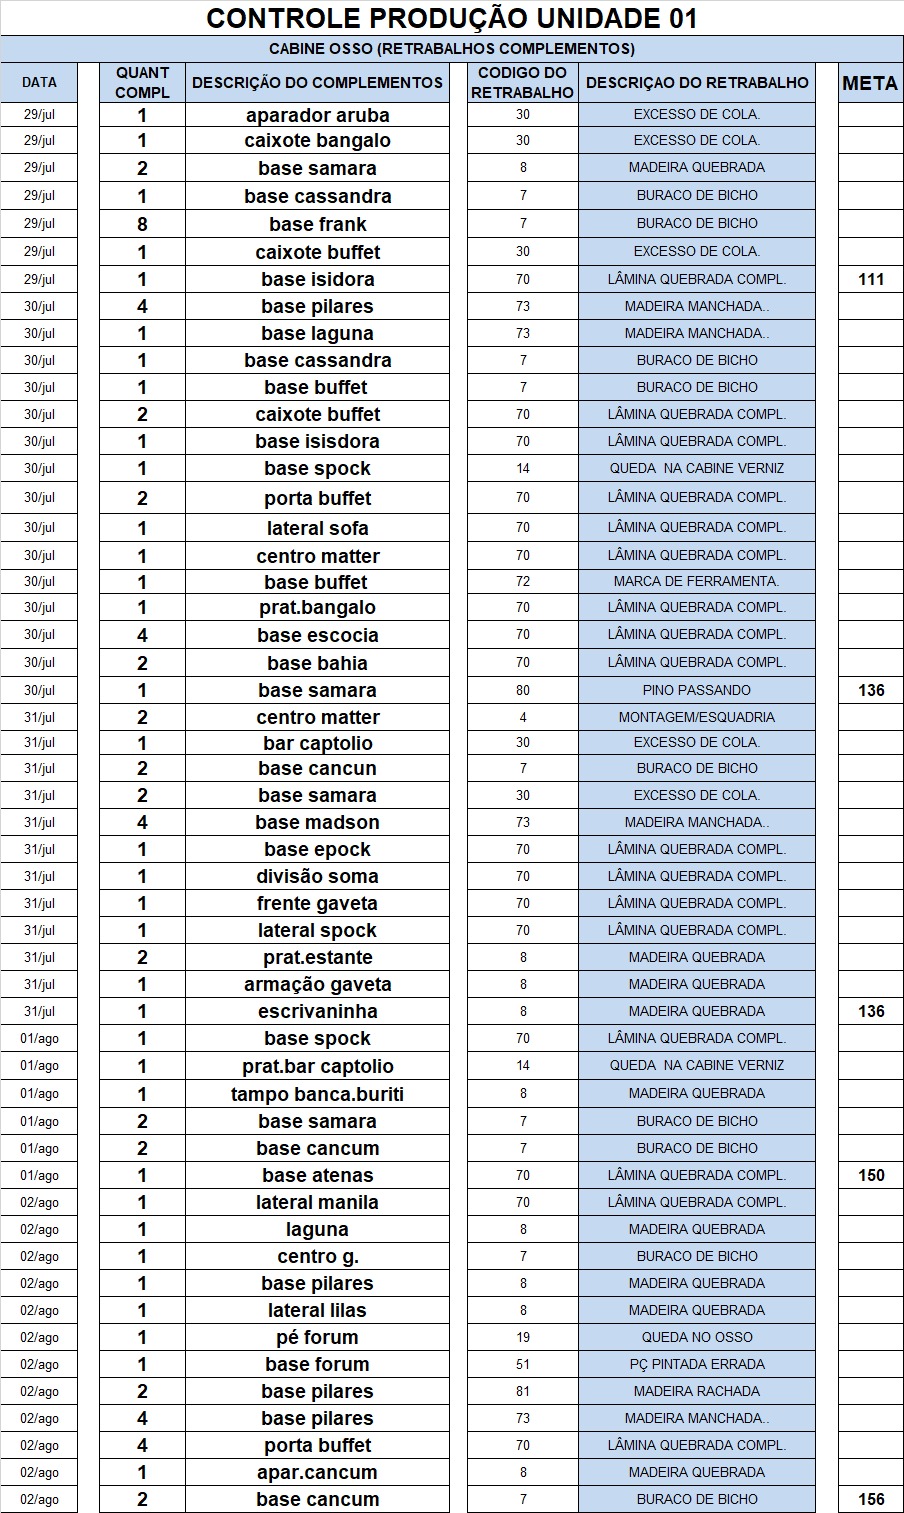 CONTROLE PRODUÇÃO UNIDADE 01
CABINE OSSO (RETRABALHOS COMPLEMENTOS)
DATA QUANT COMPL DESCRIÇÃO DO COMPLEMENTOS CODIGO DO RETRABALHO DESCRIÇAO DO RETRABALHO META
29/jul 1 aparador aruba 30 EXCESSO DE COLA.
29/jul 1 caixote bangalo 30 EXCESSO DE COLA.
29/jul 2 base samara 8 MADEIRA QUEBRADA
29/jul 1 base cassandra 7 BURACO DE BICHO
29/jul 8 base frank 7 BURACO DE BICHO
29/jul 1 caixote buffet 30 EXCESSO DE COLA.
29/jul 1 base isidora 70 LÂMINA QUEBRADA COMPL. 111
30/jul 4 base pilares 73 MADEIRA MANCHADA..
30/jul 1 base laguna 73 MADEIRA MANCHADA..
30/jul 1 base cassandra 7 BURACO DE BICHO
30/jul 1 base buffet 7 BURACO DE BICHO
30/jul 2 caixote buffet 70 LÂMINA QUEBRADA COMPL.
30/jul 1 base isisdora 70 LÂMINA QUEBRADA COMPL.
30/jul 1 base spock 14 QUEDA  NA CABINE VERNIZ
30/jul 2 porta buffet 70 LÂMINA QUEBRADA COMPL.
30/jul 1 lateral sofa 70 LÂMINA QUEBRADA COMPL.
30/jul 1 centro matter 70 LÂMINA QUEBRADA COMPL.
30/jul 1 base buffet 72 MARCA DE FERRAMENTA.
30/jul 1 prat.bangalo 70 LÂMINA QUEBRADA COMPL.
30/jul 4 base escocia 70 LÂMINA QUEBRADA COMPL.
30/jul 2 base bahia 70 LÂMINA QUEBRADA COMPL.
30/jul 1 base samara 80 PINO PASSANDO 136
31/jul 2 centro matter 4 MONTAGEM/ESQUADRIA
31/jul 1 bar captolio 30 EXCESSO DE COLA.
31/jul 2 base cancun 7 BURACO DE BICHO
31/jul 2 base samara 30 EXCESSO DE COLA.
31/jul 4 base madson 73 MADEIRA MANCHADA..
31/jul 1 base epock 70 LÂMINA QUEBRADA COMPL.
31/jul 1 divisão soma 70 LÂMINA QUEBRADA COMPL.
31/jul 1 frente gaveta 70 LÂMINA QUEBRADA COMPL.
31/jul 1 lateral spock 70 LÂMINA QUEBRADA COMPL.
31/jul 2 prat.estante 8 MADEIRA QUEBRADA
31/jul 1 armação gaveta 8 MADEIRA QUEBRADA
31/jul 1 escrivaninha 8 MADEIRA QUEBRADA 136
01/ago 1 base spock 70 LÂMINA QUEBRADA COMPL.
01/ago 1 prat.bar captolio 14 QUEDA  NA CABINE VERNIZ
01/ago 1 tampo banca.buriti 8 MADEIRA QUEBRADA
01/ago 2 base samara 7 BURACO DE BICHO
01/ago 2 base cancum 7 BURACO DE BICHO
01/ago 1 base atenas 70 LÂMINA QUEBRADA COMPL. 150
02/ago 1 lateral manila 70 LÂMINA QUEBRADA COMPL.
02/ago 1 laguna 8 MADEIRA QUEBRADA
02/ago 1 centro g. 7 BURACO DE BICHO
02/ago 1 base pilares 8 MADEIRA QUEBRADA
02/ago 1 lateral lilas 8 MADEIRA QUEBRADA
02/ago 1 pé forum 19 QUEDA NO OSSO
02/ago 1 base forum 51 PÇ PINTADA ERRADA
02/ago 2 base pilares 81 MADEIRA RACHADA
02/ago 4 base pilares 73 MADEIRA MANCHADA..
02/ago 4 porta buffet 70 LÂMINA QUEBRADA COMPL.
02/ago 1 apar.cancum 8 MADEIRA QUEBRADA
02/ago 2 base cancum 7 BURACO DE BICHO 156